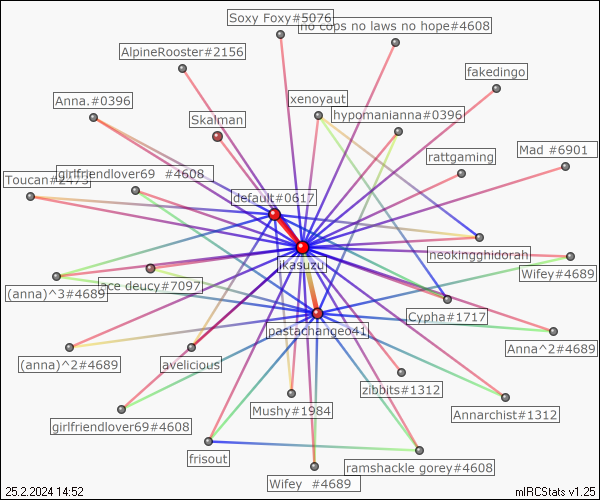 Soxy Foxy#5076
no cops no laws no hope#4608
AlpineRooster#2156
fakedingo
Anna.#0396
xenoyaut
hypomanianna#0396
Skalman
Mad #6901
rattgaming
girlfriendlover69 #4608
Toucan#2475
default#0617
neokingghidorah
ikasuzu
Wifey#4689
ace deucy#7097
(anna)^3#4689
Cypha#1717
pastachangeo41
Anna^2#4689
(anna)^2#4689
avelicious
zibbits#1312
Mushy#1984
Annarchist#1312
girlfriendlover69#4608
frisout
ramshackle gorey#4608
Wifey #4689
25.2.2024 14:52
mIRCStats v1.25